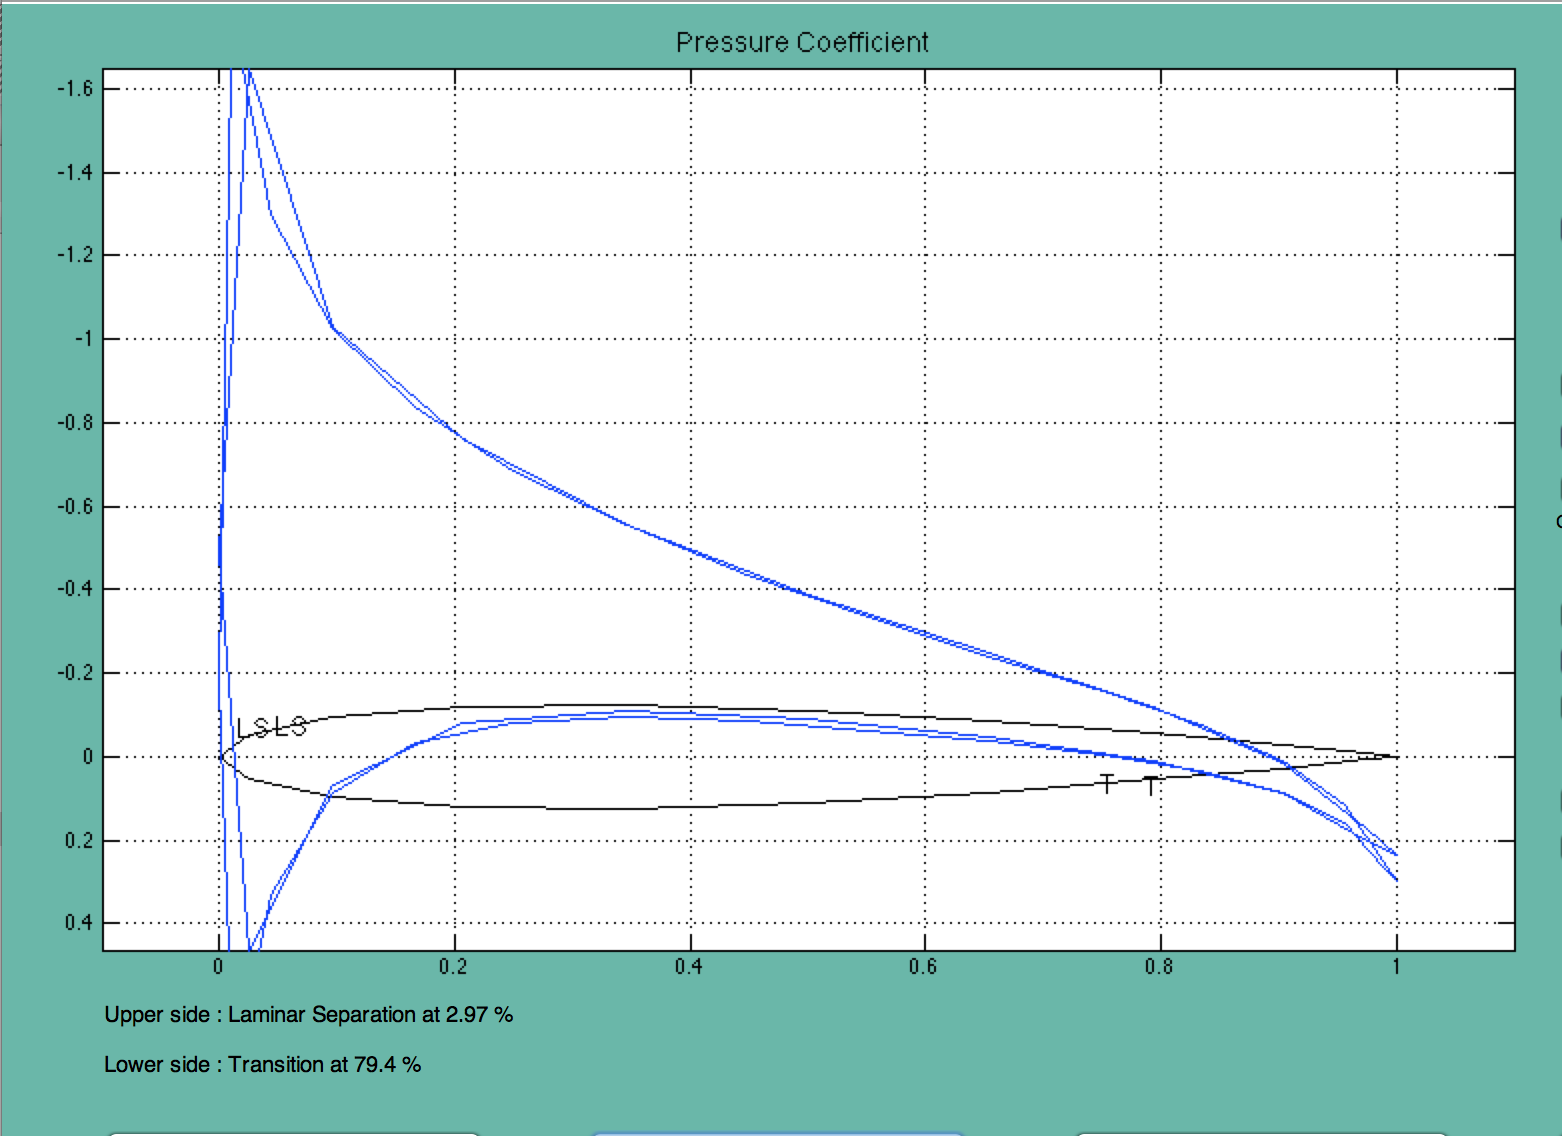 Pressure Coefficient
-1.6
-1.4
-1.2
-1
-0.8
-0.6
-0.4
-0.2
LSLS
0
T T
0.2
0.4
0 0.2 0.4 0.6 0.8 1
Upper side : Laminar Separation at 2.97 %
Lower side : Transition at 79.4 %